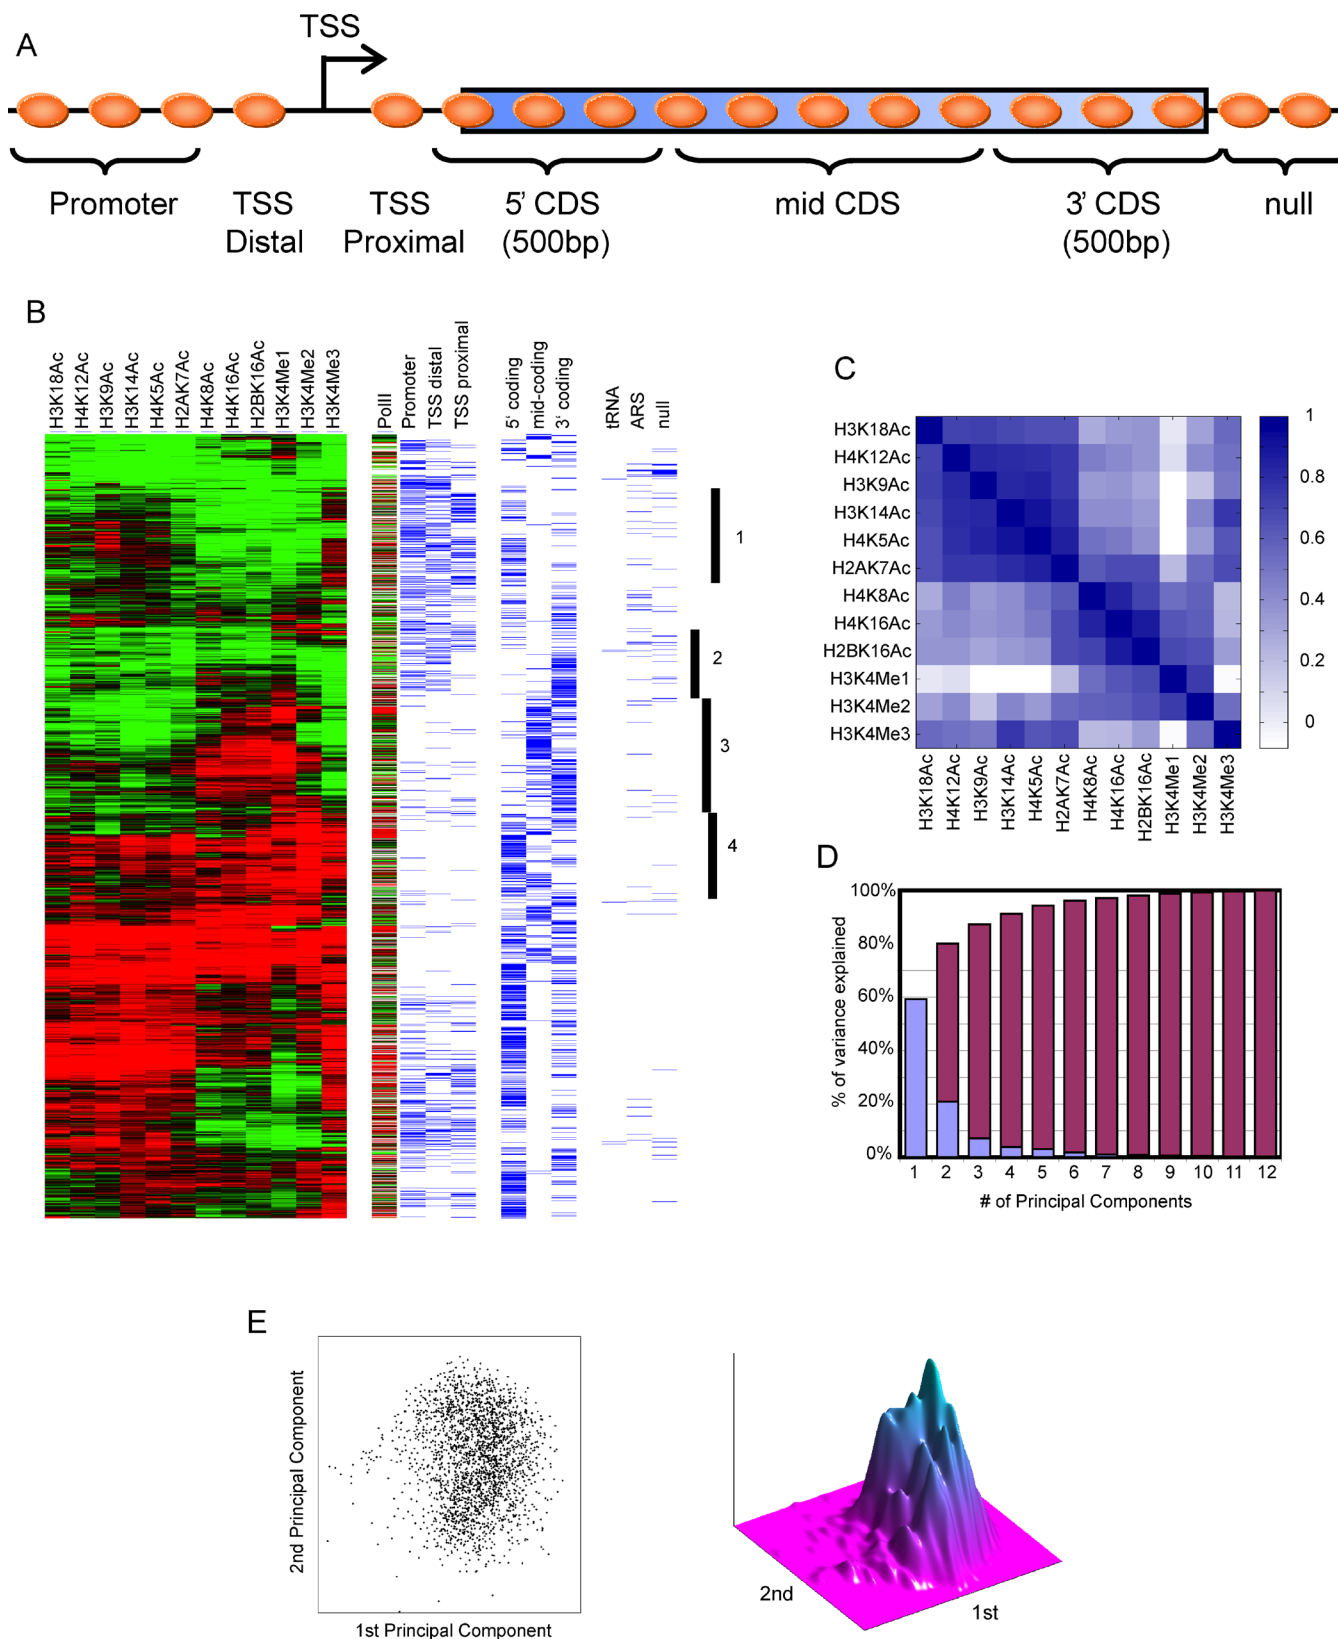 A
TSS
Promoter
TSS
Distal
TSS
Proximal
5' CDS
(500bp)
mid CDS
3' CDS
(500bp)
null
B
H3K18Ac
H4K12Ac
H3K9Ac
H3K14Ac
H4K5Ac
H2AK7Ac
H4K8Ac
H4K16Ac
H2BK16Ac
H3K4Me1
H3K4Me2
H3K4Me3
PolII
Promoter
TSS distal
TSS proximal
5' coding
mid-coding
3' coding
tRNA
ARS
null
1
2
3
4
C
H3K18Ac
H4K12Ac
H3K9Ac
H3K14Ac
H4K5Ac
H2AK7Ac
H4K8Ac
H4K16Ac
H2BK16Ac
H3K4Me1
H3K4Me2
H3K4Me3
H3K18Ac
H4K12Ac
H3K9Ac
H3K14Ac
H4K5Ac
H2AK7Ac
H4K8Ac
H4K16Ac
H2BK16Ac
H3K4Me1
H3K4Me2
H3K4Me3
1
0.8
0.6
0.4
0.2
0
D
% of variance explained
100%
80%
60%
40%
20%
0%
1 2 3 4 5 6 7 8 9 10 11 12
# of Principal Components
E
2nd Principal Component
1st Principal Component
2nd
1st